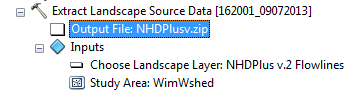 Extract Landscape Source Data [162001_09072013]
Output File: NHDPlusv.zip
Inputs
Choose Landscape Layer: NHDPlus v.2 Flowlines
Study Area: WimWshed